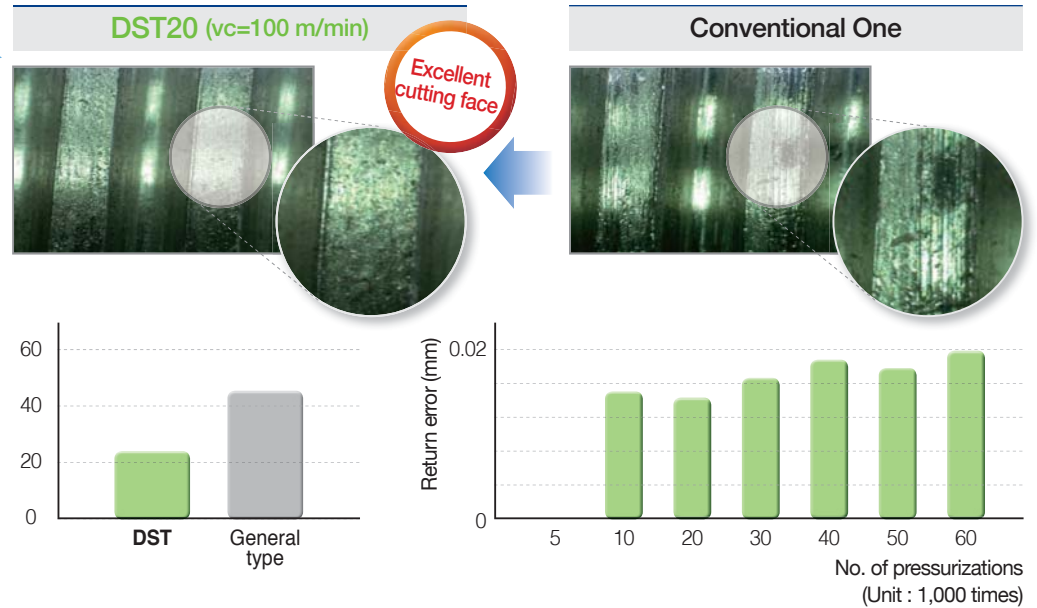 DST20 (vc=100 m/min)
Conventional One
Excellent
cutting face
60
40
20
0
DST
General
type
Return error (mm)
0.02
0
5 10 20 30 40 50 60
No. of pressurizations
(Unit : 1,000 times)